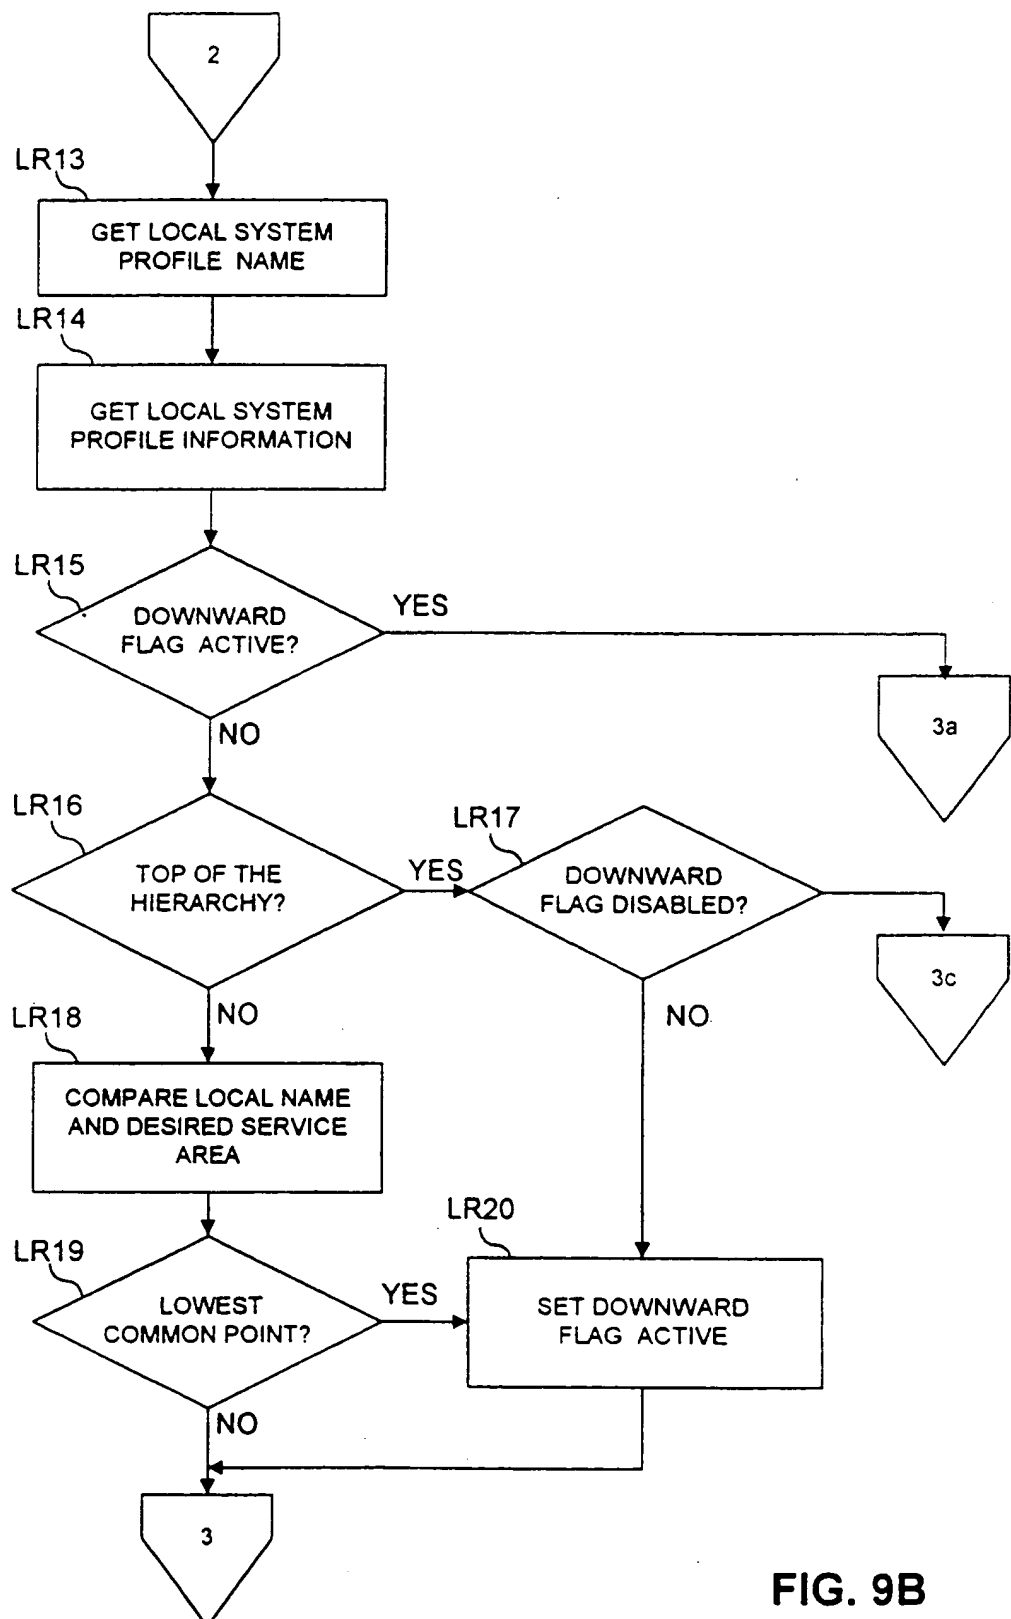 2
LR13
GET LOCAL SYSTEM
PROFILE NAME
LR14
GET LOCAL SYSTEM
PROFILE INFORMATION
LR15
DOWNWARD
FLAG ACTIVE?
YES
3a
NO
LR16
TOP OF THE
HIERARCHY?
YES
LR17
DOWNWARD
FLAG DISABLED?
3c
NO
NO
LR18
COMPARE LOCAL NAME
AND DESIRED SERVICE
AREA
LR19
LOWEST
COMMON POINT?
YES
LR20
SET DOWNWARD
FLAG ACTIVE
NO
3
FIG. 9B